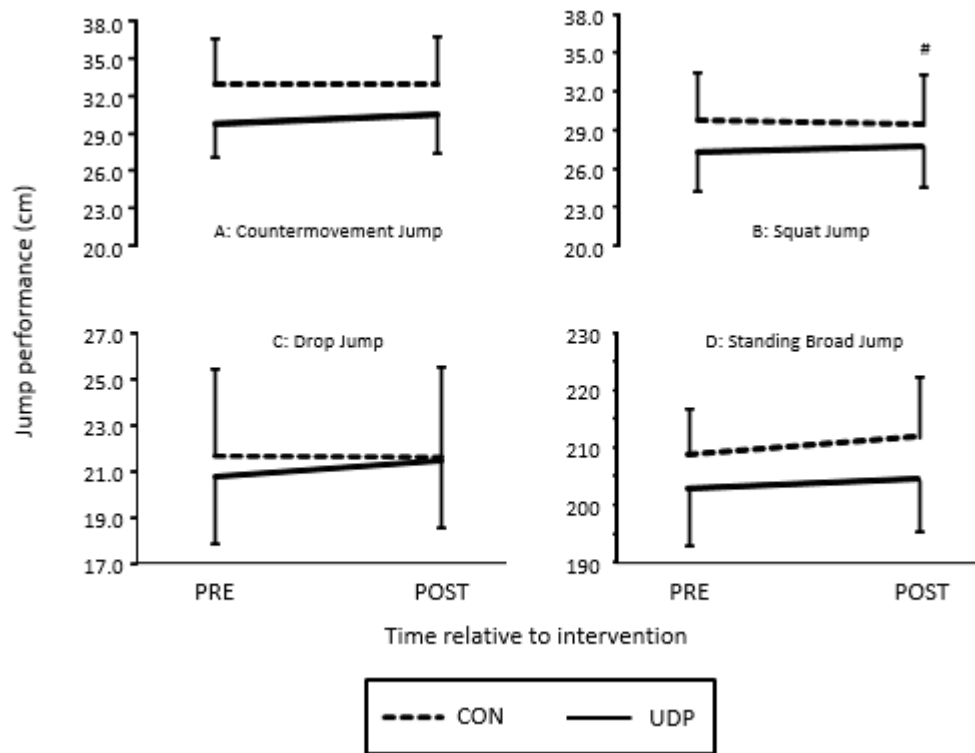 Jump performance (cm)
38.0
35.0
32.0
29.0
26.0
23.0
20.0
A: Countermovement Jump
38.0
35.0
32.0
29.0
26.0
23.0
20.0
#
B: Squat Jump
27.0
25.0
23.0
21.0
19.0
17.0
C: Drop Jump
PRE
POST
230
220
210
200
190
D: Standing Broad Jump
PRE
POST
Time relative to intervention
CON
UDP